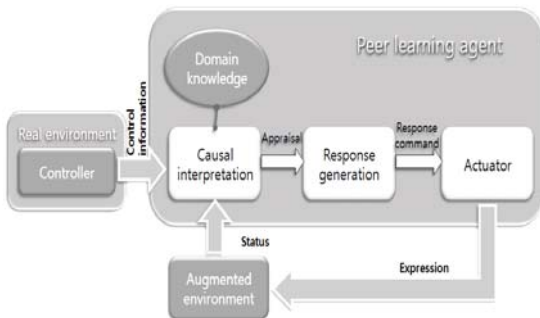 Peer learning agent
Domain
knowledge
Real environment
Controller
Control
information
Causal
interpretation
Appraisal
Response
generation
Response
command
Actuator
Status
Expression
Augmented
environment